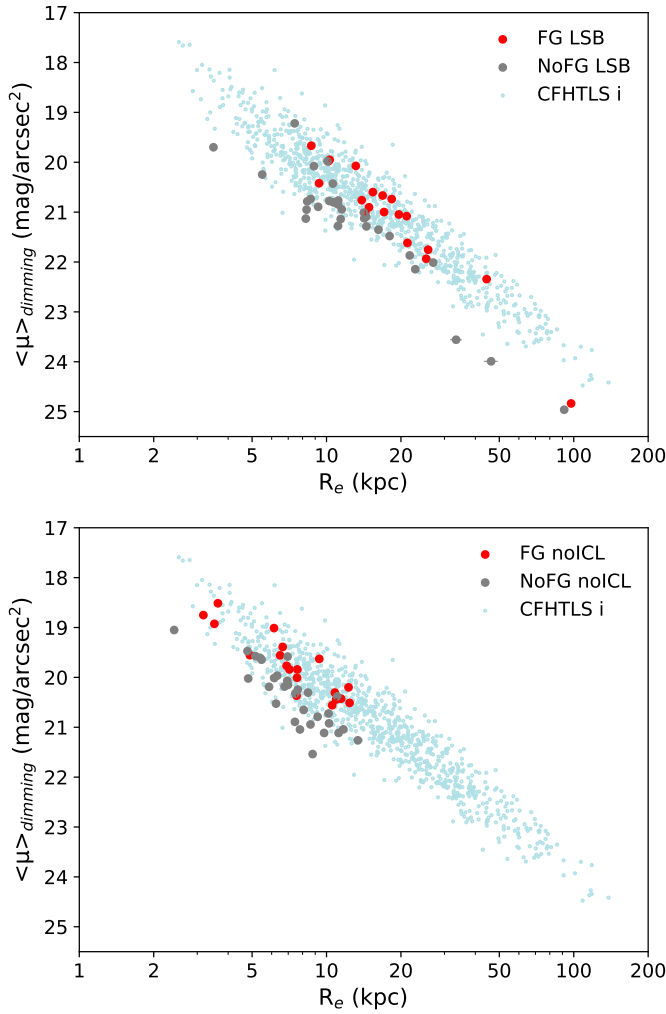 17
18
19
20
21
22
23
24
25
<μ>dimming (mag/arcsec²)
FG LSB
NoFG LSB
CFHTLS i
1 2 5 10 20 50 100 200
Rₑ (kpc)
17
18
19
20
21
22
23
24
25
<μ>dimming (mag/arcsec²)
FG noICL
NoFG noICL
CFHTLS i
1 2 5 10 20 50 100 200
Rₑ (kpc)